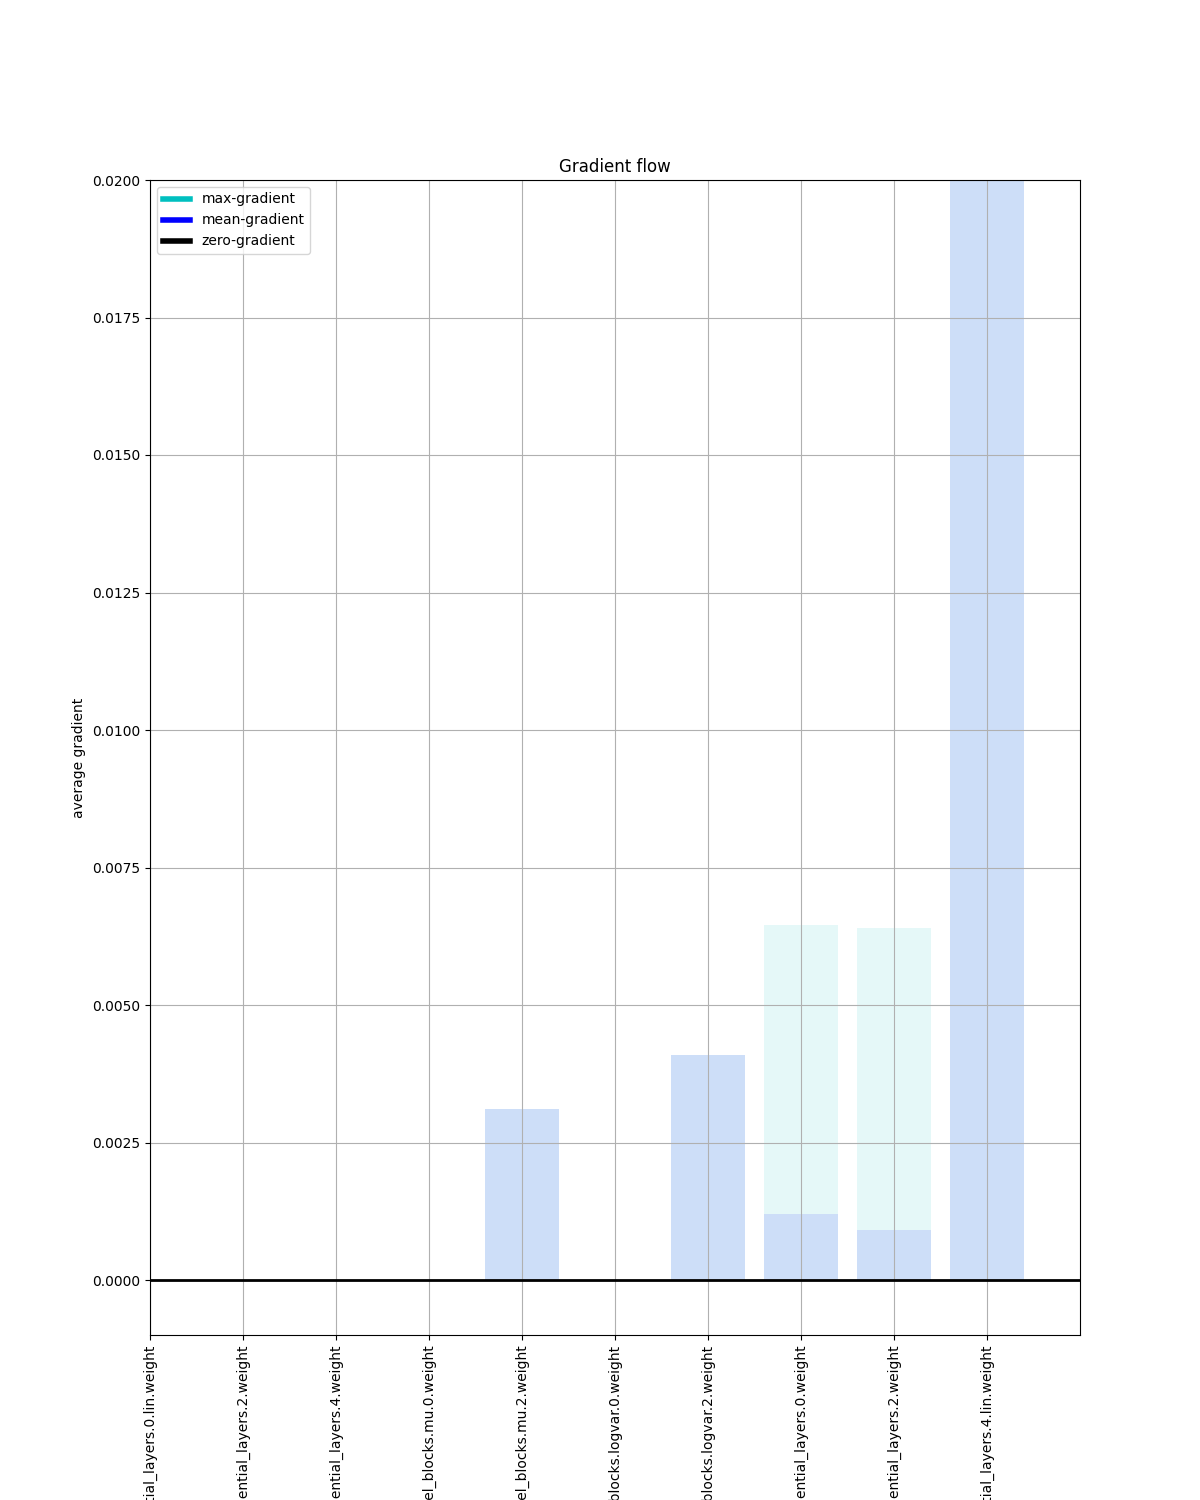 Gradient flow
max-gradient
mean-gradient
zero-gradient
0.0200
0.0175
0.0150
0.0125
0.0100
0.0075
0.0050
0.0025
0.0000
average gradient
tial_layers.0.lin.weight
ential_layers.2.weight
ential_layers.4.weight
el_blocks.mu.0.weight
el_blocks.mu.2.weight
blocks.logvar.0.weight
blocks.logvar.2.weight
ential_layers.0.weight
ential_layers.2.weight
tial_layers.4.lin.weight